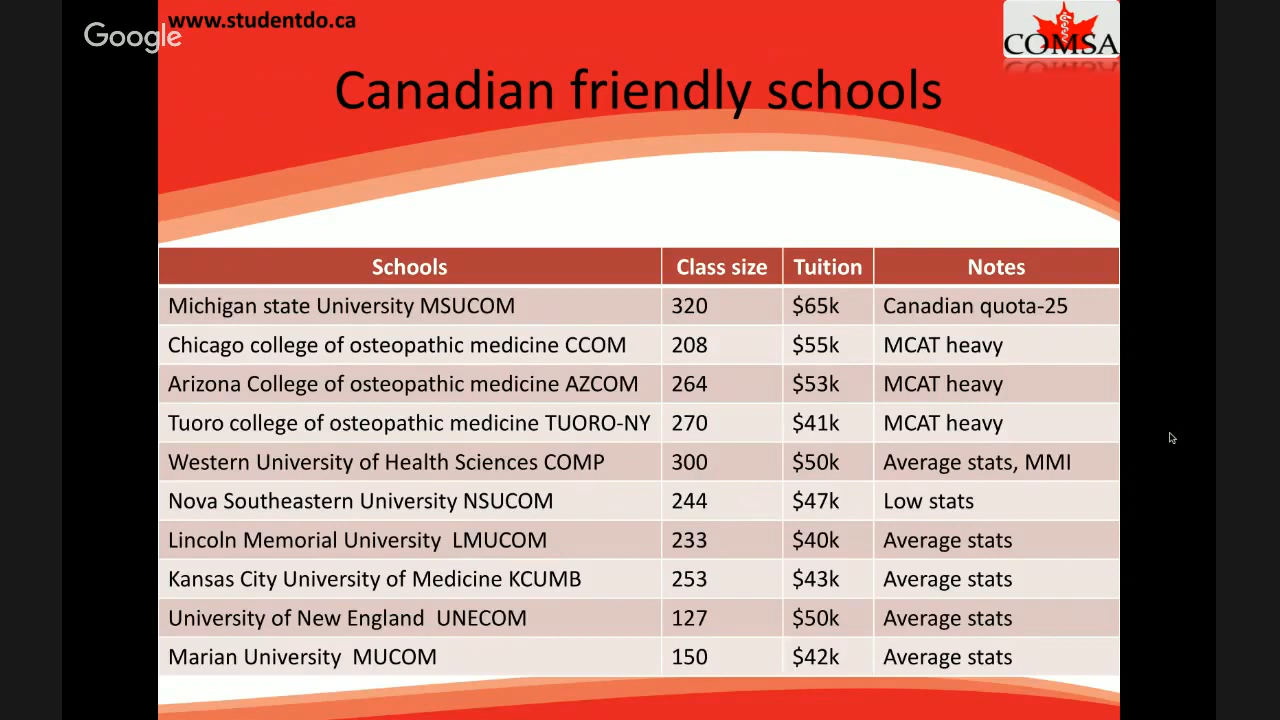 www.studentdo.ca
Google
COMSA
Canadian friendly schools
Schools Class size Tuition Notes
Michigan state University MSUCOM 320 $65k Canadian quota-25
Chicago college of osteopathic medicine CCOM 208 $55k MCAT heavy
Arizona College of osteopathic medicine AZCOM 264 $53k MCAT heavy
Tuoro college of osteopathic medicine TUORO-NY 270 $41k MCAT heavy
Western University of Health Sciences COMP 300 $50k Average stats, MMI
Nova Southeastern University NSUCOM 244 $47k Low stats
Lincoln Memorial University LMUCOM 233 $40k Average stats
Kansas City University of Medicine KCUMB 253 $43k Average stats
University of New England UNECOM 127 $50k Average stats
Marian University MUCOM 150 $42k Average stats